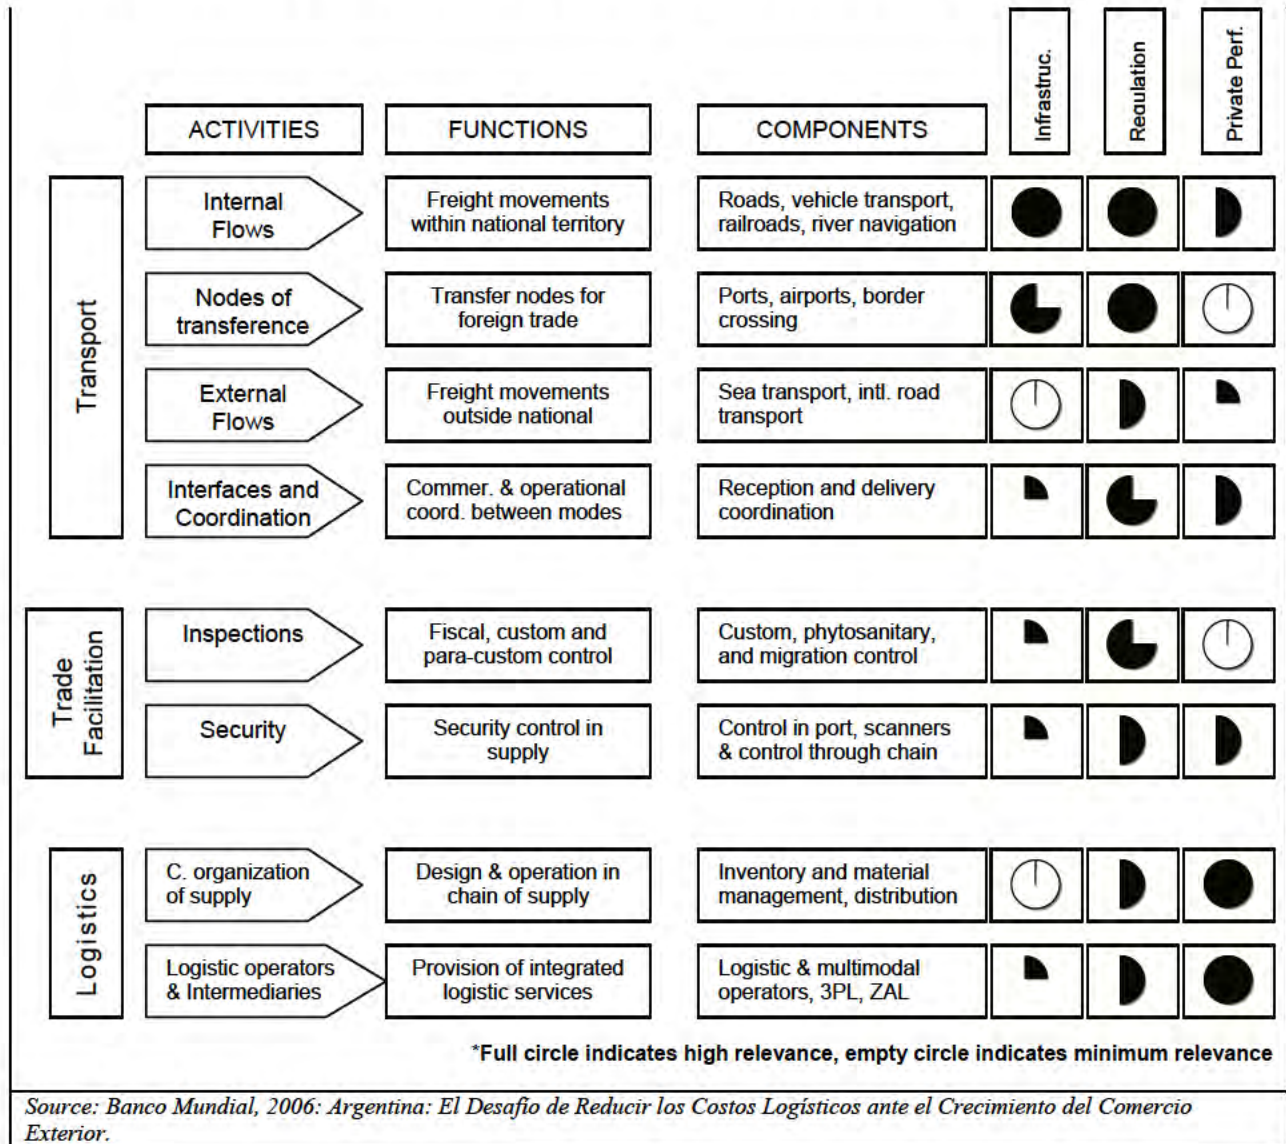 Infrastruc.
Regulation
Private Perf.
ACTIVITIES
FUNCTIONS
COMPONENTS
Transport
Internal
Flows
Freight movements
within national territory
Roads, vehicle transport,
railroads, river navigation
Nodes of
transference
Transfer nodes for
foreign trade
Ports, airports, border
crossing
External
Flows
Freight movements
outside national
Sea transport, intl. road
transport
Interfaces and
Coordination
Commer. & operational
coord. between modes
Reception and delivery
coordination
Trade
Facilitation
Inspections
Fiscal, custom and
para-custom control
Custom, phytosanitary,
and migration control
Security
Security control in
supply
Control in port, scanners
& control through chain
Logistics
C. organization
of supply
Design & operation in
chain of supply
Inventory and material
management, distribution
Logistic operators
& Intermediaries
Provision of integrated
logistic services
Logistic & multimodal
operators, 3PL, ZAL
*Full circle indicates high relevance, empty circle indicates minimum relevance
Source: Banco Mundial, 2006: Argentina: El Desafío de Reducir los Costos Logísticos ante el Crecimiento del Comercio
Exterior.